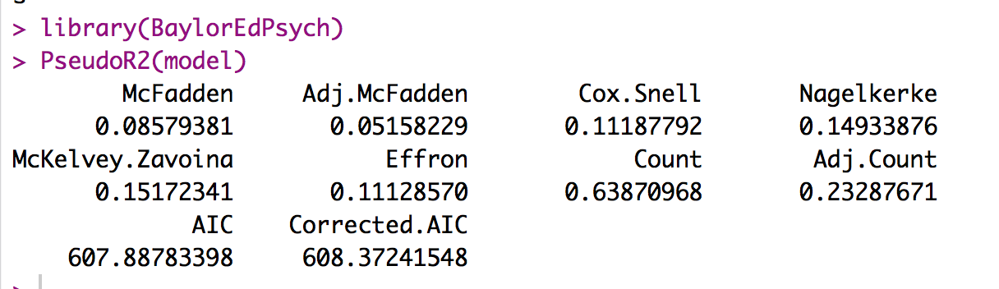 > library(BaylorEdPsych)
> PseudoR2(model)
McFadden Adj.McFadden Cox.Snell Nagelkerke
0.08579381 0.05158229 0.11187792 0.14933876
McKelvey.Zavoina Effron Count Adj.Count
0.15172341 0.11128570 0.63870968 0.23287671
AIC Corrected.AIC
607.88783398 608.37241548
>